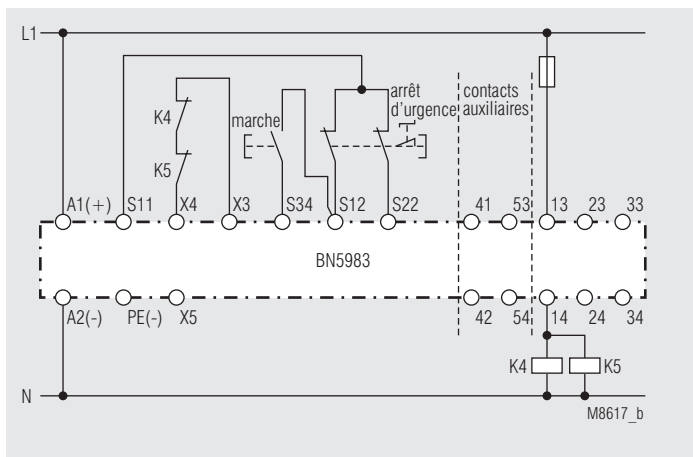 L1
arrêt
d'urgence
contacts
auxiliaires
K4
marche
K5
A1(+) S11 X4 X3 S34 S12 S22 41 53 13 23 33
BN5983
A2(-) PE(-) X5 42 54 14 24 34
K4 K5
N
M8617_b